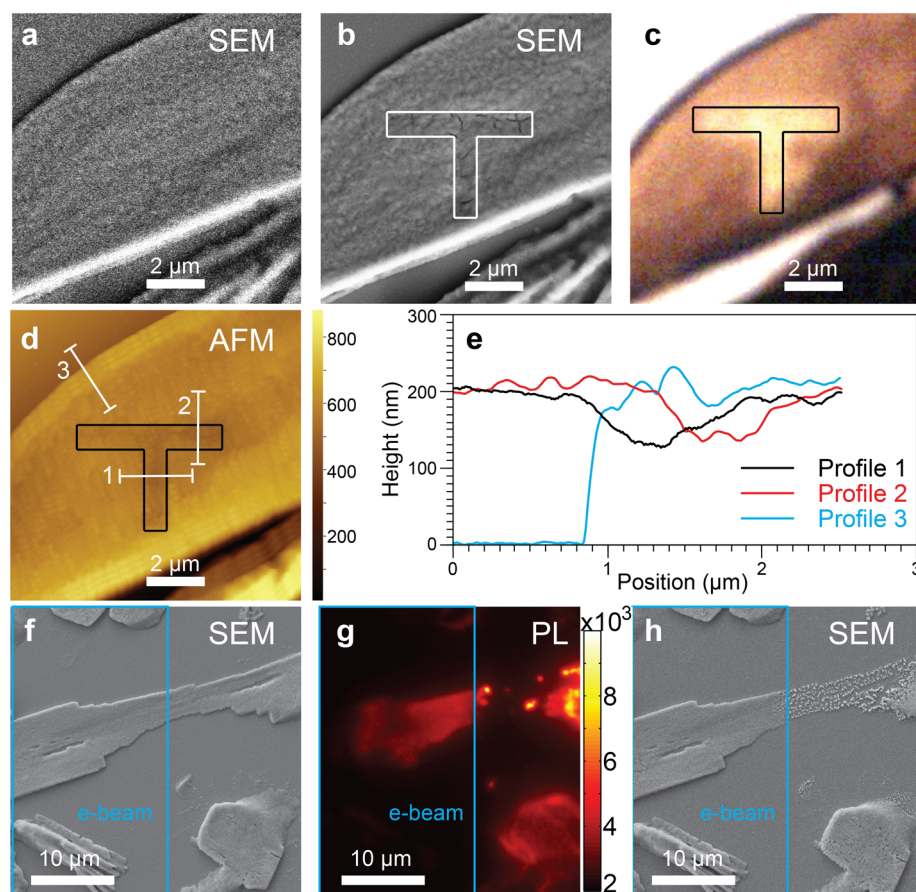 a SEM
2 µm
b SEM
2 µm
c
2 µm
d AFM
3
2
1
2 µm
800
600
400
200
e
300
200
100
0
Height (nm)
0 1 2 3
Position (µm)
Profile 1
Profile 2
Profile 3
f SEM
e-beam
10 µm
g PL
e-beam
10 µm
x10³
10
8
6
4
2
h SEM
e-beam
10 µm